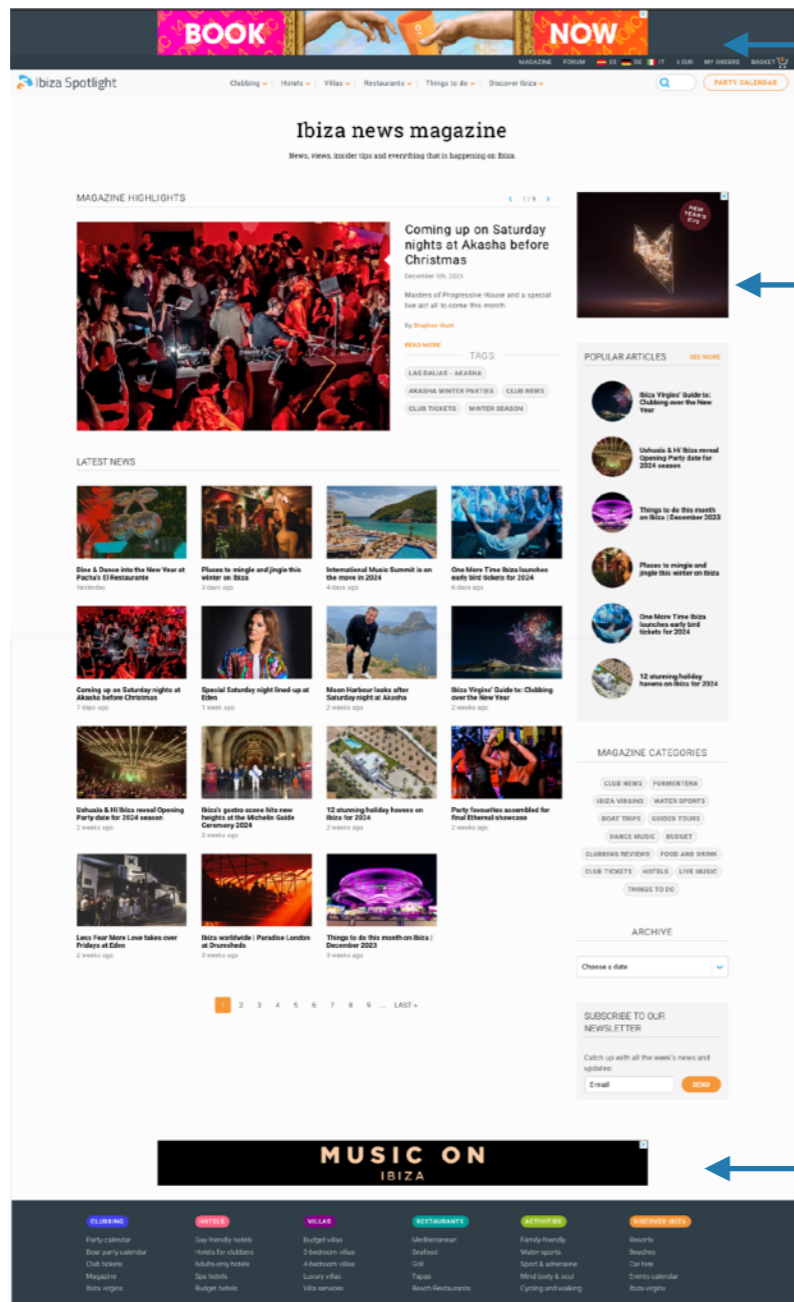 BOOK
NOW
MAGAZINE FORUM ES DE IT € EUR MY ORDERS BASKET
Ibiza Spotlight
Clubbing Hotels Villas Restaurants Things to do Discover Ibiza
PARTY CALENDAR
Ibiza news magazine
News, views, insider tips and everything that is happening on Ibiza
MAGAZINE HIGHLIGHTS
1 / 9
Coming up on Saturday
nights at Akasha before
Christmas
December 5th, 2023
Masters of Progressive House and a special
live act all to come this month.
By Stephen Hunt
READ MORE
TAGS
LAS DALIAS - AKASHA
AKASHA WINTER PARTIES CLUB NEWS
CLUB TICKETS WINTER SEASON
NEW
YEAR'S
EVE
POPULAR ARTICLES SEE MORE
Ibiza Virgins' Guide to:
Clubbing over the New
Year
Ushuaïa & Hï Ibiza reveal
Opening Party date for
2024 season
Things to do this month
on Ibiza | December 2023
Places to mingle and
jingle this winter on Ibiza
One More Time Ibiza
launches early bird
tickets for 2024
12 stunning holiday
havens on Ibiza for 2024
LATEST NEWS
Dine & Dance into the New Year at
Pacha's El Restaurante
Yesterday
Places to mingle and jingle this
winter on Ibiza
3 days ago
International Music Summit is on
the move in 2024
4 days ago
One More Time Ibiza launches
early bird tickets for 2024
6 days ago
Coming up on Saturday nights at
Akasha before Christmas
7 days ago
Special Saturday night lined-up at
Eden
1 week ago
Moon Harbour looks after
Saturday night at Akasha
2 weeks ago
Ibiza Virgins' Guide to: Clubbing
over the New Year
2 weeks ago
Ushuaïa & Hï Ibiza reveal Opening
Party date for 2024 season
2 weeks ago
Ibiza's gastro scene hits new
heights at the Michelin Guide
Ceremony 2024
2 weeks ago
12 stunning holiday havens on
Ibiza for 2024
2 weeks ago
Party favourites assembled for
final Ethereal showcase
2 weeks ago
Less Fear More Love takes over
Fridays at Eden
2 weeks ago
Ibiza worldwide | Paradise London
at Drumsheds
3 weeks ago
Things to do this month on Ibiza |
December 2023
3 weeks ago
MAGAZINE CATEGORIES
CLUB NEWS FORMENTERA
IBIZA VIRGINS WATER SPORTS
BOAT TRIPS GUIDED TOURS
DANCE MUSIC BUDGET
CLUBBING REVIEWS FOOD AND DRINK
CLUB TICKETS HOTELS LIVE MUSIC
THINGS TO DO
ARCHIVE
Choose a date
1 2 3 4 5 6 7 8 9 ... LAST »
SUBSCRIBE TO OUR
NEWSLETTER
Catch up with all the week's news and
updates:
E-mail SEND
MUSIC ON
IBIZA
CLUBBING HOTELS VILLAS RESTAURANTS ACTIVITIES DISCOVER IBIZA
Party calendar Gay-friendly hotels Budget villas Mediterranean Family-friendly Resorts
Boat party calendar Hotels for clubbers 3-bedroom villas Seafood Water sports Beaches
Club tickets Adults-only hotels 4-bedroom villas Grill Sport & adrenaline Car hire
Magazine Spa hotels Luxury villas Tapas Mind body & soul Events calendar
Ibiza virgins Budget hotels Villa services Beach Restaurants Cycling and walking Ibiza virgins